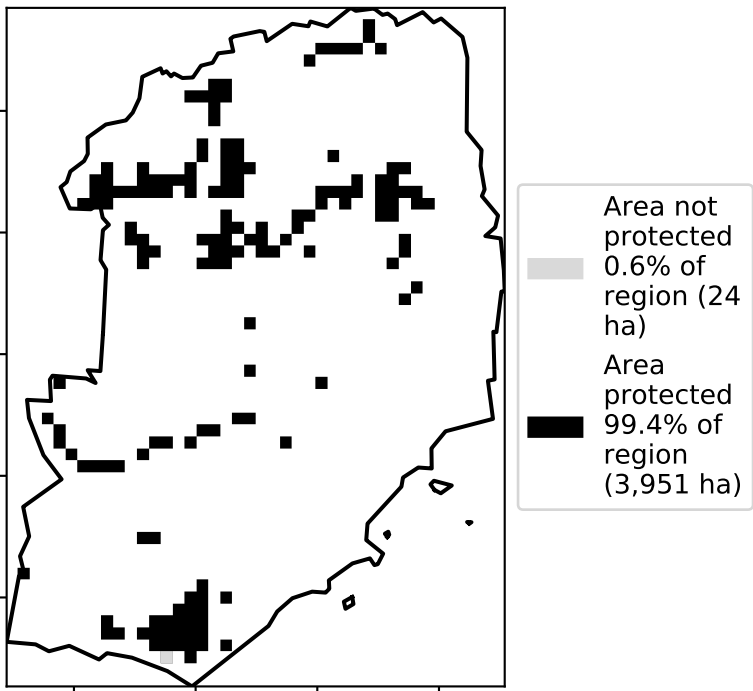 Area not
protected
0.6% of
region (24
ha)
Area
protected
99.4% of
region
(3,951 ha)